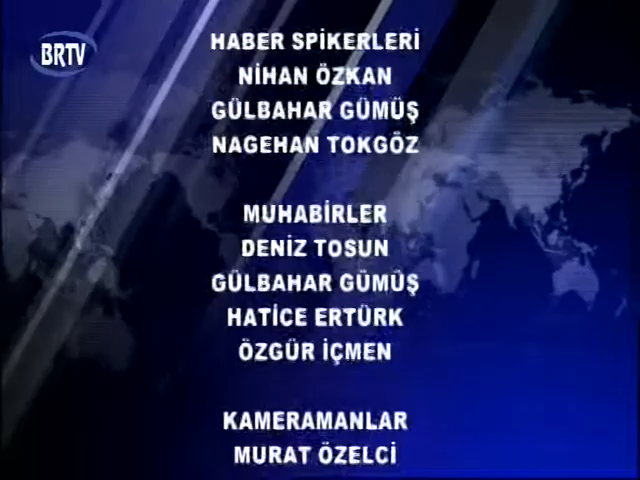 BRTV
HABER SPİKERLERİ
NİHAN ÖZKAN
GÜLBAHAR GÜMÜŞ
NAGEHAN TOKGÖZ
MUHABİRLER
DENİZ TOSUN
GÜLBAHAR GÜMÜŞ
HATİCE ERTÜRK
ÖZGÜR İÇMEN
KAMERAMANLAR
MURAT ÖZELCİ